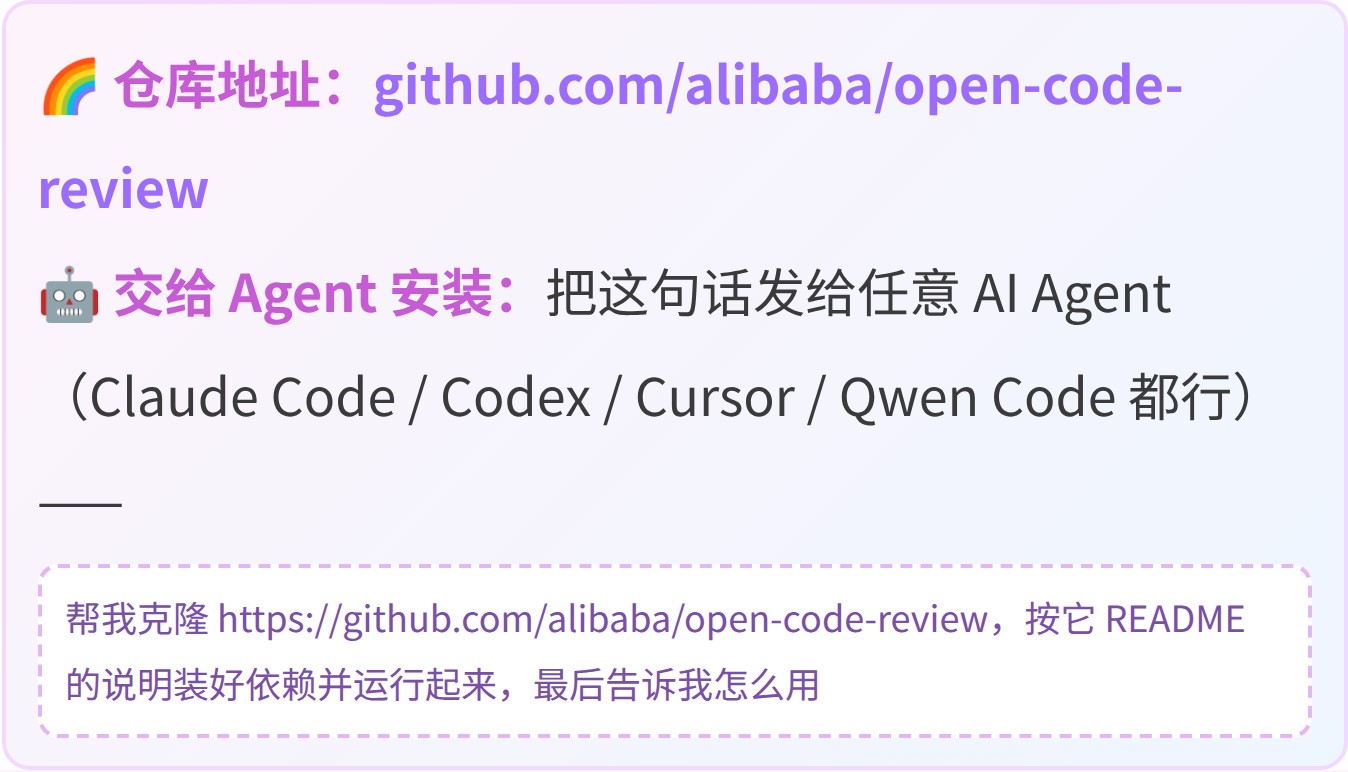 🌈 仓库地址：github.com/alibaba/open-code-
review
🤖 交给 Agent 安装：把这句话发给任意 AI Agent
（Claude Code / Codex / Cursor / Qwen Code 都行）
——
帮我克隆 https://github.com/alibaba/open-code-review，按它 README
的说明装好依赖并运行起来，最后告诉我怎么用